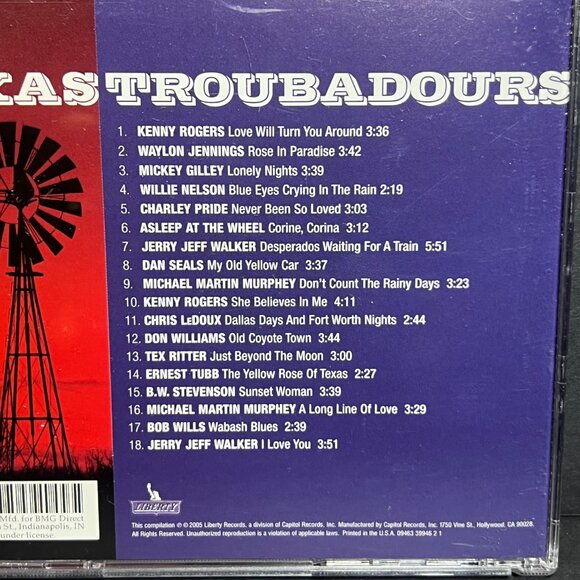 XAS TROUBADOURS
1. KENNY ROGERS Love Will Turn You Around 3:36
2. WAYLON JENNINGS Rose In Paradise 3:42
3. MICKEY GILLEY Lonely Nights 3:39
4. WILLIE NELSON Blue Eyes Crying In The Rain 2:19
5. CHARLEY PRIDE Never Been So Loved 3:03
6. ASLEEP AT THE WHEEL Corine, Corina 3:12
7. JERRY JEFF WALKER Desperados Waiting For A Train 5:51
8. DAN SEALS My Old Yellow Car 3:37
9. MICHAEL MARTIN MURPHEY Don't Count The Rainy Days 3:23
10. KENNY ROGERS She Believes In Me 4:11
11. CHRIS LeDOUX Dallas Days And Fort Worth Nights 2:44
12. DON WILLIAMS Old Coyote Town 3:44
13. TEX RITTER Just Beyond The Moon 3:00
14. ERNEST TUBB The Yellow Rose Of Texas 2:27
15. B.W. STEVENSON Sunset Woman 3:39
16. MICHAEL MARTIN MURPHEY A Long Line Of Love 3:29
17. BOB WILLS Wabash Blues 2:39
18. JERRY JEFF WALKER I Love You 3:51
LIBERTY
Mfd. for BMG Direct
St., Indianapolis, IN
under license.
This compilation ℗ © 2005 Liberty Records, a division of Capitol Records, Inc. Manufactured by Capitol Records, Inc. 1750 Vine St., Hollywood, CA 90028.
All Rights Reserved. Unauthorized reproduction is a violation of applicable laws. Printed in the U.S.A. 09463 39946 2 1